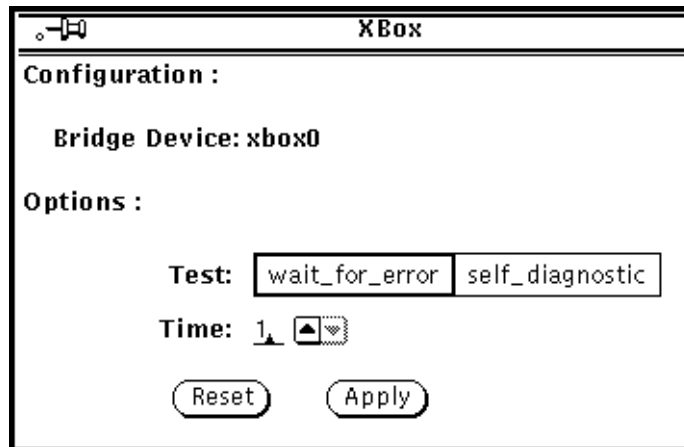 XBox
Configuration :
Bridge Device: xbox0
Options :
Test: wait_for_error self_diagnostic
Time: 1
Reset Apply